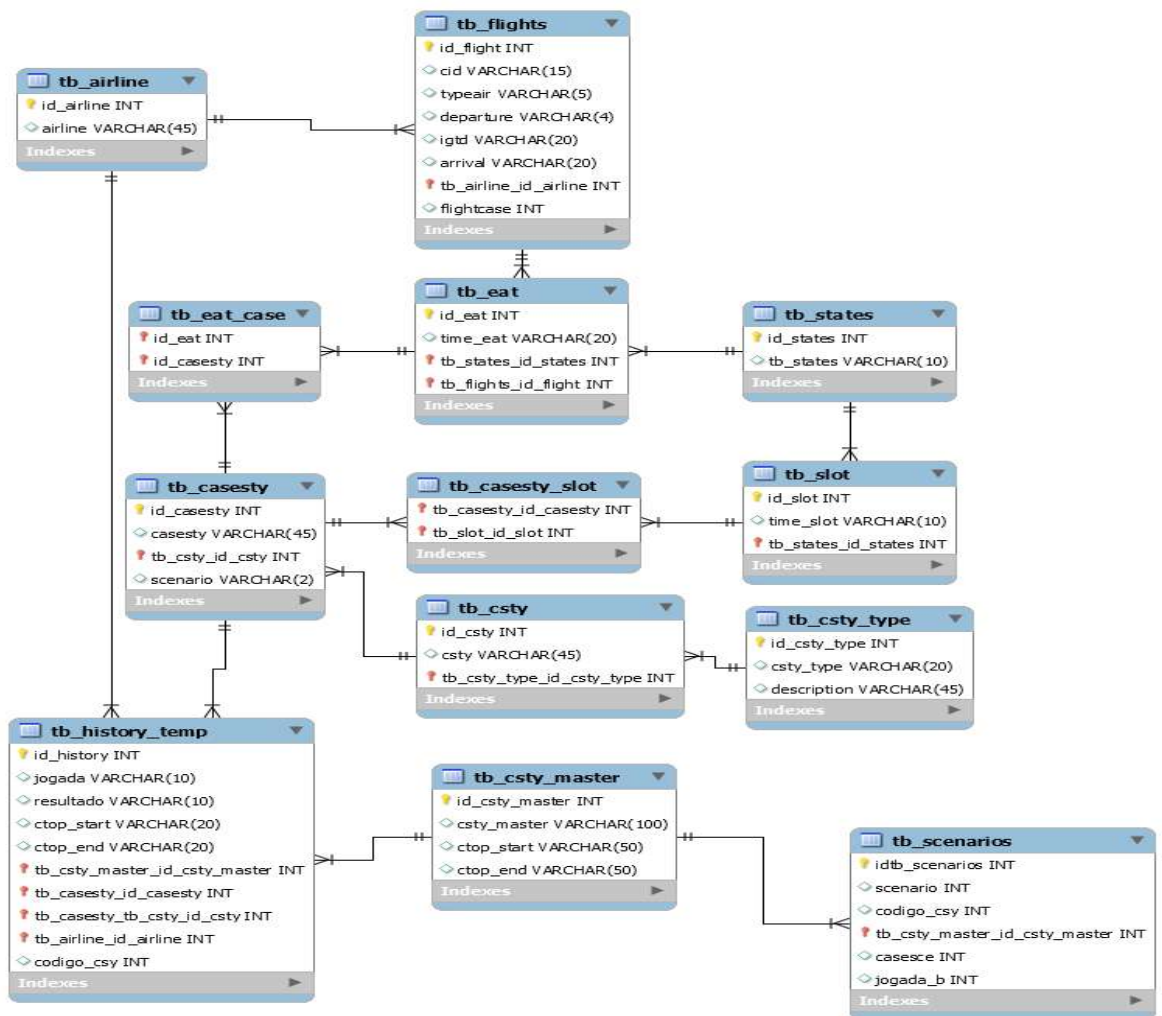 tb_flights
id_flight INT
cid VARCHAR(15)
typeair VARCHAR(5)
departure VARCHAR(4)
igtd VARCHAR(20)
arrival VARCHAR(20)
tb_airline_id_airline INT
flightcase INT
Indexes
tb_airline
id_airline INT
airline VARCHAR(45)
Indexes
tb_eat_case
id_eat INT
id_casesty INT
Indexes
tb_eat
id_eat INT
time_eat VARCHAR(20)
tb_states_id_states INT
tb_flights_id_flight INT
Indexes
tb_states
id_states INT
tb_states VARCHAR(10)
Indexes
tb_casesty
id_casesty INT
casesty VARCHAR(45)
tb_csty_id_csty INT
scenario VARCHAR(2)
Indexes
tb_casesty_slot
tb_casesty_id_casesty INT
tb_slot_id_slot INT
Indexes
tb_slot
id_slot INT
time_slot VARCHAR(10)
tb_states_id_states INT
Indexes
tb_csty
id_csty INT
csty VARCHAR(45)
tb_csty_type_id_csty_type INT
Indexes
tb_csty_type
id_csty_type INT
csty_type VARCHAR(20)
description VARCHAR(45)
Indexes
tb_history_temp
id_history INT
jogada VARCHAR(10)
resultado VARCHAR(10)
ctop_start VARCHAR(20)
ctop_end VARCHAR(20)
tb_csty_master_id_csty_master INT
tb_casesty_id_casesty INT
tb_casesty_tb_csty_id_csty INT
tb_airline_id_airline INT
codigo_csy INT
Indexes
tb_csty_master
id_csty_master INT
csty_master VARCHAR(100)
ctop_start VARCHAR(50)
ctop_end VARCHAR(50)
Indexes
tb_scenarios
idtb_scenarios INT
scenario INT
codigo_csy INT
tb_csty_master_id_csty_master INT
casesce INT
jogada_b INT
Indexes